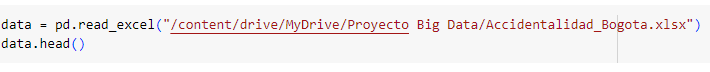 data = pd.read_excel("/content/drive/MyDrive/Proyecto Big Data/Accidentalidad_Bogota.xlsx")
data.head()